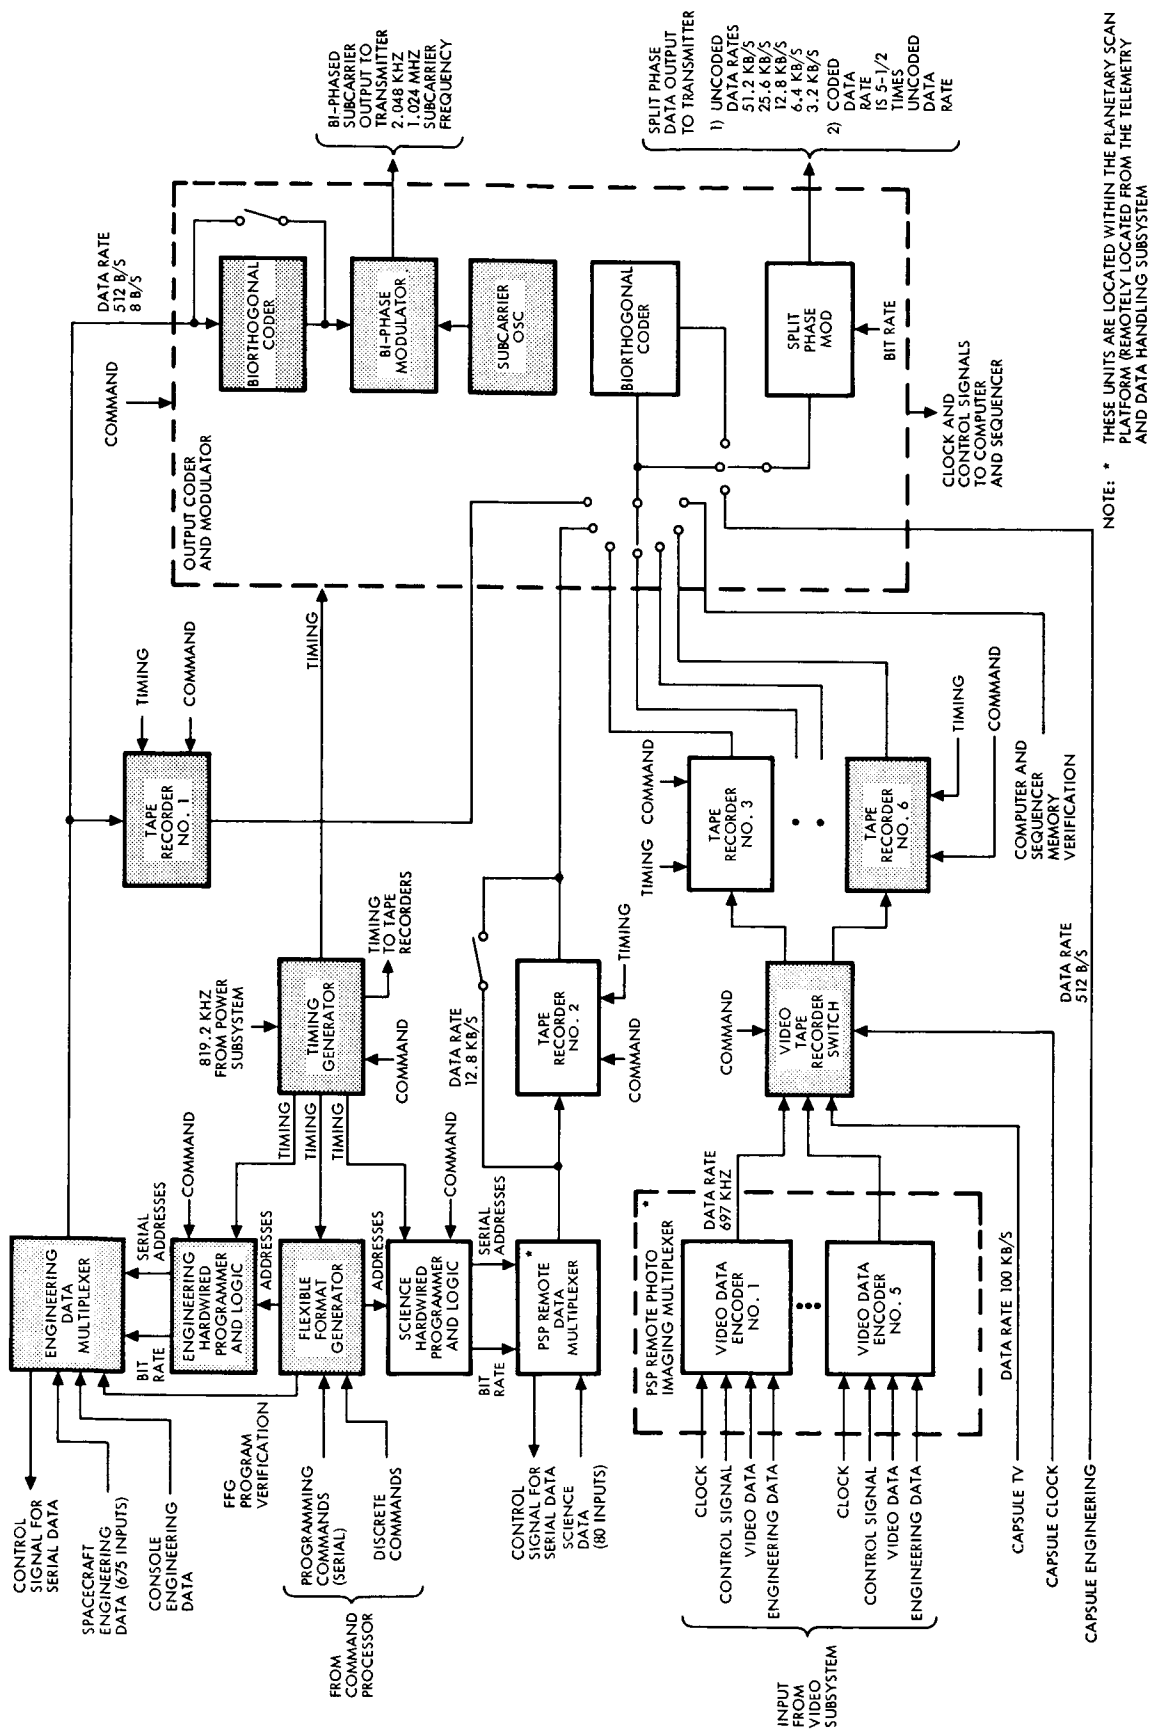 CONTROL
SIGNAL FOR
SERIAL DATA
SPACECRAFT
ENGINEERING
DATA (675 INPUTS)
CONSOLE
ENGINEERING
DATA
ENGINEERING
DATA
MULTIPLEXER
BIT
RATE
SERIAL
ADDRESSES
ENGINEERING
HARDWIRED
PROGRAMMER
AND LOGIC
COMMAND
FFG
PROGRAM
VERIFICATION
ADDRESSES
PROGRAMMING
COMMANDS
(SERIAL)
DISCRETE
COMMANDS
FROM
COMMAND
PROCESSOR
FLEXIBLE
FORMAT
GENERATOR
ADDRESSES
SCIENCE
HARDWIRED
PROGRAMMER
AND LOGIC
COMMAND
BIT
RATE
SERIAL
ADDRESSES
CONTROL
SIGNAL FOR
SERIAL DATA
SCIENCE
DATA
(80 INPUTS)
*
PSP REMOTE
DATA
MULTIPLEXER
TIMING
TIMING
TIMING
819.2 KHZ
FROM POWER
SUBSYSTEM
TIMING
GENERATOR
COMMAND
TIMING
TO TAPE
RECORDERS
DATA RATE
12.8 KB/S
TAPE
RECORDER
NO. 2
COMMAND
TIMING
TAPE
RECORDER
NO. 1
TIMING
COMMAND
TIMING
DATA RATE
512 B/S
8 B/S
COMMAND
OUTPUT CODER
AND MODULATOR
BIORTHOGONAL
CODER
BI-PHASE
MODULATOR
SUBCARRIER
OSC
BIORTHOGONAL
CODER
SPLIT
PHASE
MOD
BIT RATE
CLOCK AND
CONTROL SIGNALS
TO COMPUTER
AND SEQUENCER
BI-PHASED
SUBCARRIER
OUTPUT TO
TRANSMITTER
2.048 KHZ
1.024 MHZ
SUBCARRIER
FREQUENCY
SPLIT PHASE
DATA OUTPUT
TO TRANSMITTER
1) UNCODED
DATA RATES
51.2 KB/S
25.6 KB/S
12.8 KB/S
6.4 KB/S
3.2 KB/S
2) CODED
DATA
RATE
IS 5-1/2
TIMES
UNCODED
DATA
RATE
PSP REMOTE PHOTO *
IMAGING MULTIPLEXER
CLOCK
CONTROL SIGNAL
VIDEO DATA
ENGINEERING DATA
VIDEO DATA
ENCODER
NO. 1
DATA RATE
697 KHZ
CLOCK
CONTROL SIGNAL
VIDEO DATA
ENGINEERING DATA
VIDEO DATA
ENCODER
NO. 5
INPUT
FROM
VIDEO
SUBSYSTEM
COMMAND
VIDEO
TAPE
RECORDER
SWITCH
TIMING
COMMAND
TAPE
RECORDER
NO. 3
TAPE
RECORDER
NO. 6
TIMING
COMMAND
COMPUTER AND
SEQUENCER
MEMORY
VERIFICATION
DATA RATE 100 KB/S
CAPSULE TV
CAPSULE CLOCK
CAPSULE ENGINEERING
DATA RATE
512 B/S
NOTE: * THESE UNITS ARE LOCATED WITHIN THE PLANETARY SCAN
PLATFORM (REMOTELY LOCATED FROM THE TELEMETRY
AND DATA HANDLING SUBSYSTEM